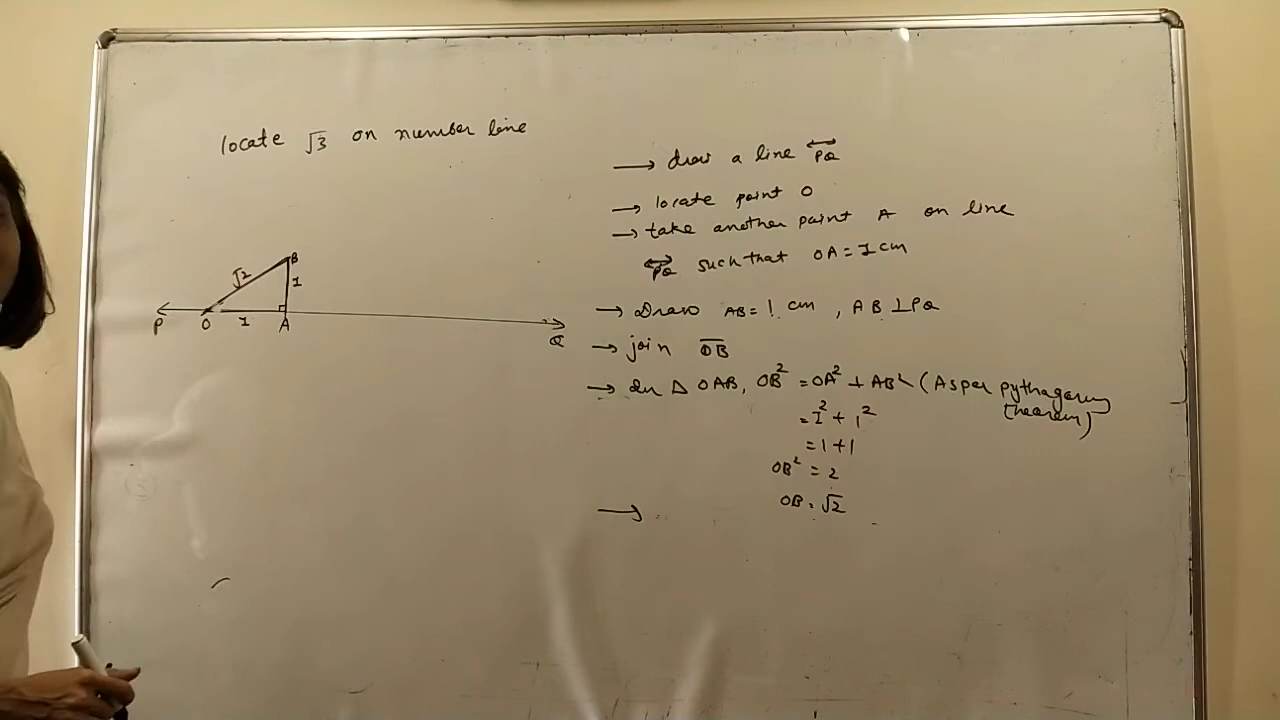 locate √3 on number line
→ draw a line PQ
→ locate point O
→ take another point A on line
PQ such that OA = 1 cm
→ Draw AB = 1 cm, AB ⊥ PQ
→ join OB
→ In Δ OAB, OB² = OA² + AB² (As per pythagorus
theorem)
= 1² + 1²
= 1 + 1
OB² = 2
OB = √2
→
B
√2
1
P
O
1
A
Q